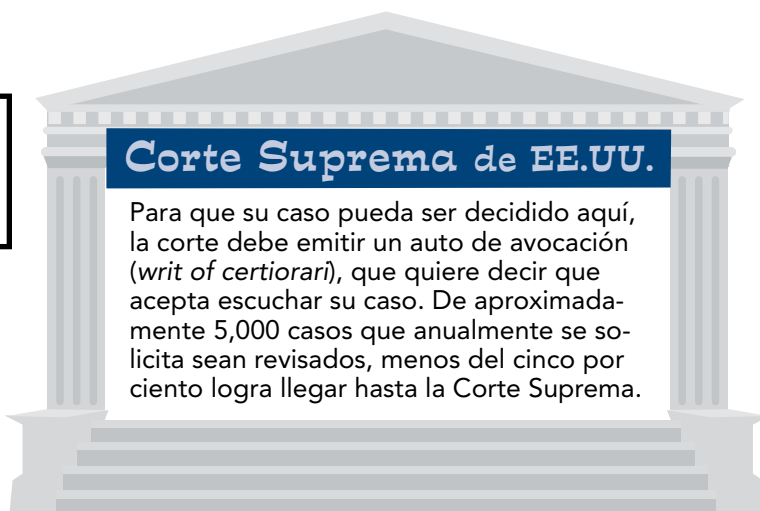 Corte Suprema de EE.UU.
Para que su caso pueda ser decidido aquí,
la corte debe emitir un auto de avocación
(writ of certiorari), que quiere decir que
acepta escuchar su caso. De aproximada-
mente 5,000 casos que anualmente se so-
licita sean revisados, menos del cinco por
ciento logra llegar hasta la Corte Suprema.